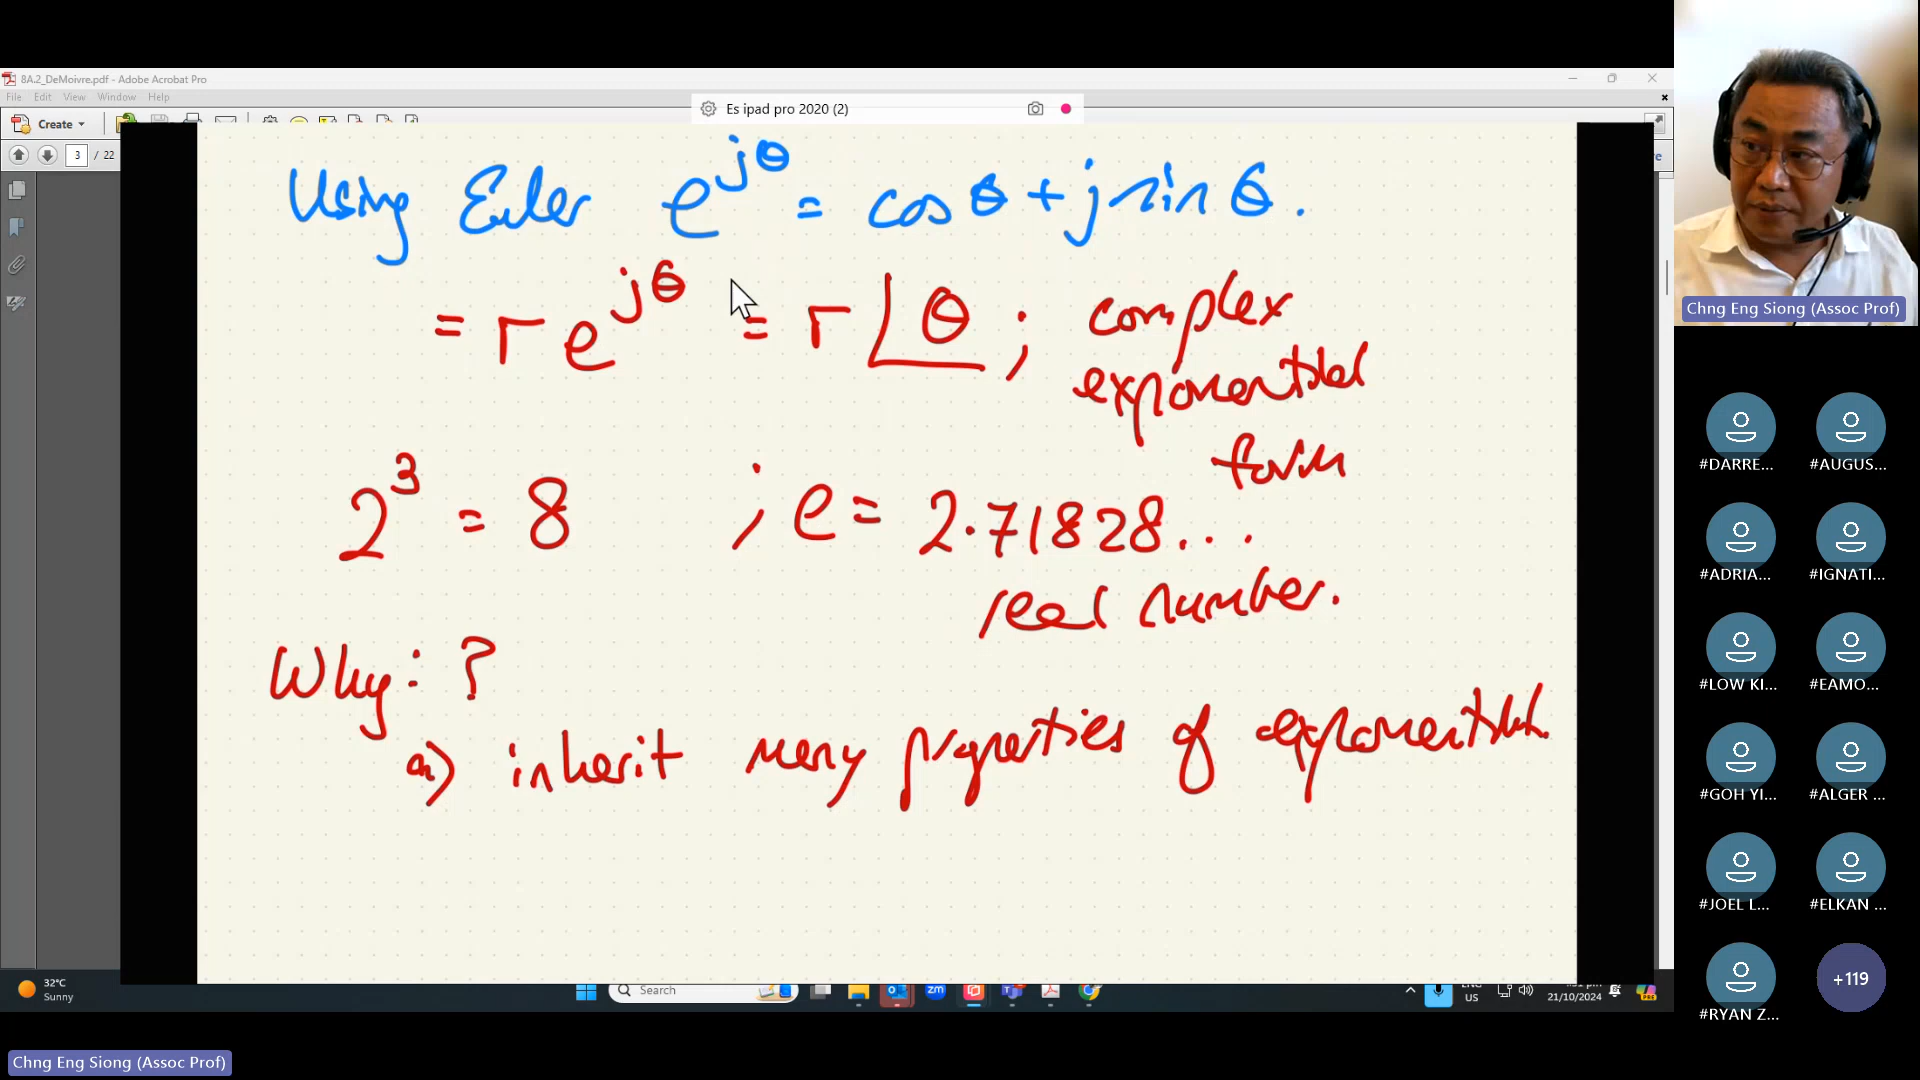 8A.2_DeMoivre.pdf - Adobe Acrobat Pro
File Edit View Window Help
Create
3 / 22
Es ipad pro 2020 (2)
Using Euler e^jθ = cos θ + j sin θ.
= r e^jθ = r∠θ ; complex
exponential
form
2^3 = 8 ; e = 2.71828...
real number.
Why: ?
a) inherit many properties of exponential.
Chng Eng Siong (Assoc Prof)
#DARRE... #AUGUS...
#ADRIA... #IGNATI...
#LOW KI... #EAMO...
#GOH YI... #ALGER ...
#JOEL L... #ELKAN ...
#RYAN Z... +119
32°C
Sunny
Search
zm
US
21/10/2024
Chng Eng Siong (Assoc Prof)